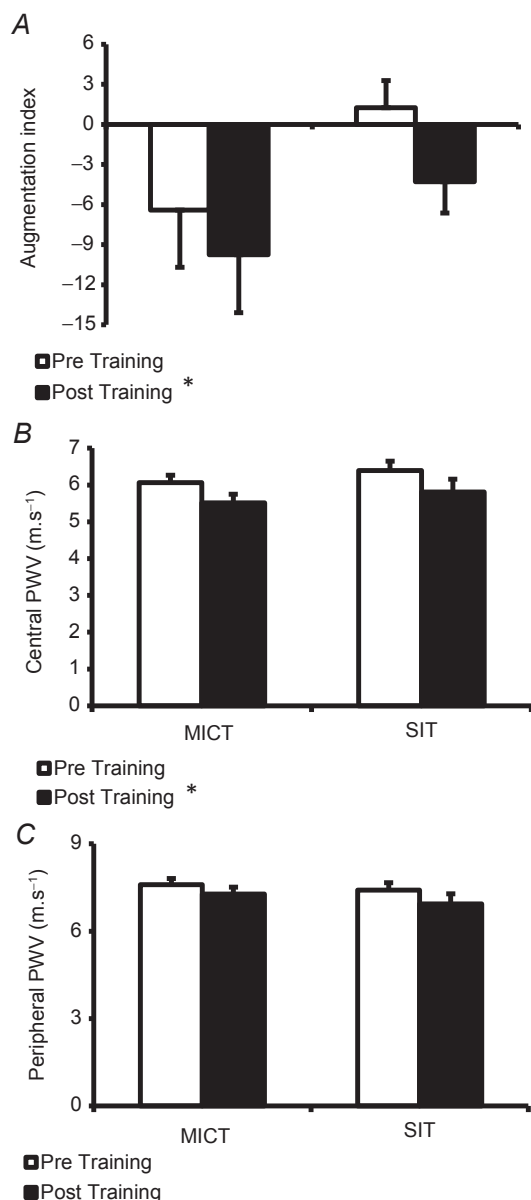 A
Augmentation index
6
3
0
−3
−6
−9
−12
−15
Pre Training
Post Training *
B
Central PWV (m.s⁻¹)
7
6
5
4
3
2
1
0
MICT SIT
Pre Training
Post Training *
C
Peripheral PWV (m.s⁻¹)
9
6
3
0
MICT SIT
Pre Training
Post Training